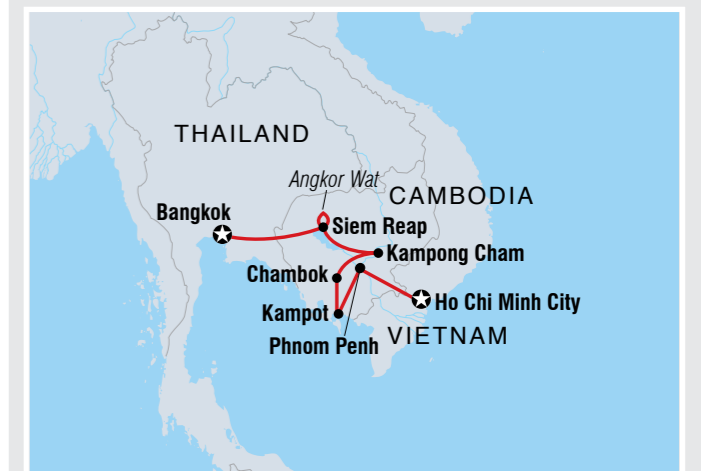 THAILAND
Angkor Wat
CAMBODIA
Bangkok
Siem Reap
Kampong Cham
Chambok
Ho Chi Minh City
Kampot
VIETNAM
Phnom Penh